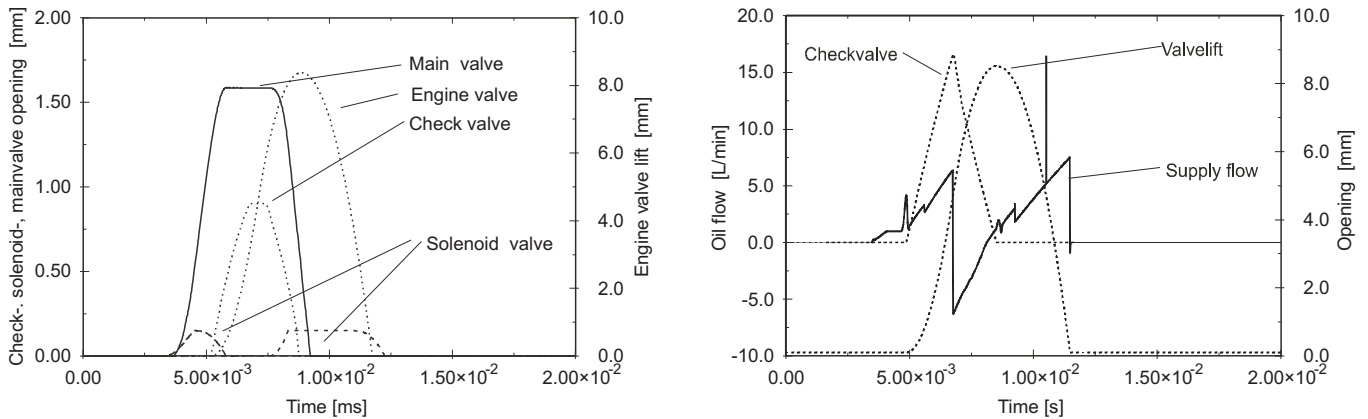 2.00
1.50
1.00
0.50
0.00
Check-. solenoid-, mainvalve opening [mm]
Main valve
Engine valve
Check valve
Solenoid valve
10.0
8.0
6.0
4.0
2.0
0.0
Engine valve lift [mm]
0.00
5.00×10⁻³
1.00×10⁻²
1.50×10⁻²
2.00×10⁻²
Time [ms]
20.0
15.0
10.0
5.0
0.0
-5.0
-10.0
Oil flow [L/min]
Checkvalve
Valvelift
Supply flow
10.0
8.0
6.0
4.0
2.0
0.0
Opening [mm]
0.00
5.00×10⁻³
1.00×10⁻²
1.50×10⁻²
2.00×10⁻²
Time [s]